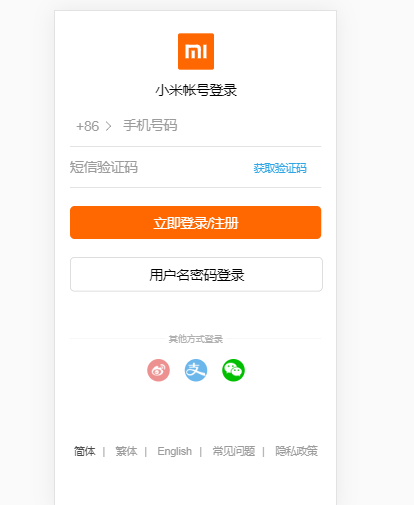 mi
小米帐号登录
+86 > 手机号码
短信验证码 获取验证码
立即登录/注册
用户名密码登录
其他方式登录
支
简体 | 繁体 | English | 常见问题 | 隐私政策